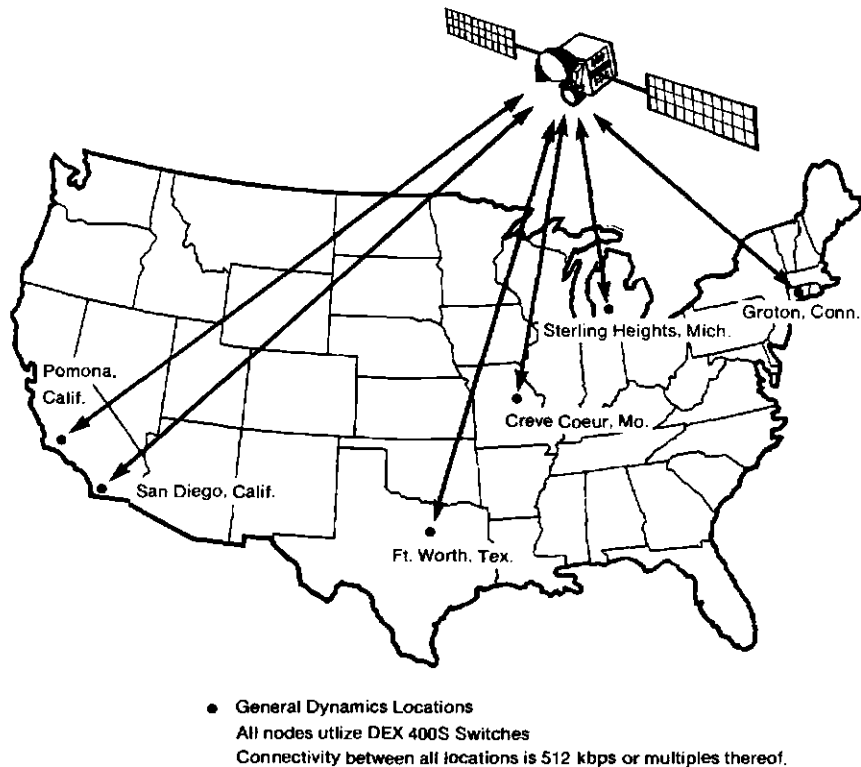 Groton, Conn.
Sterling Heights, Mich.
Pomona,
Calif.
Creve Coeur, Mo.
San Diego, Calif.
Ft. Worth, Tex.
General Dynamics Locations
All nodes utlize DEX 400S Switches
Connectivity between all locations is 512 kbps or multiples thereof.